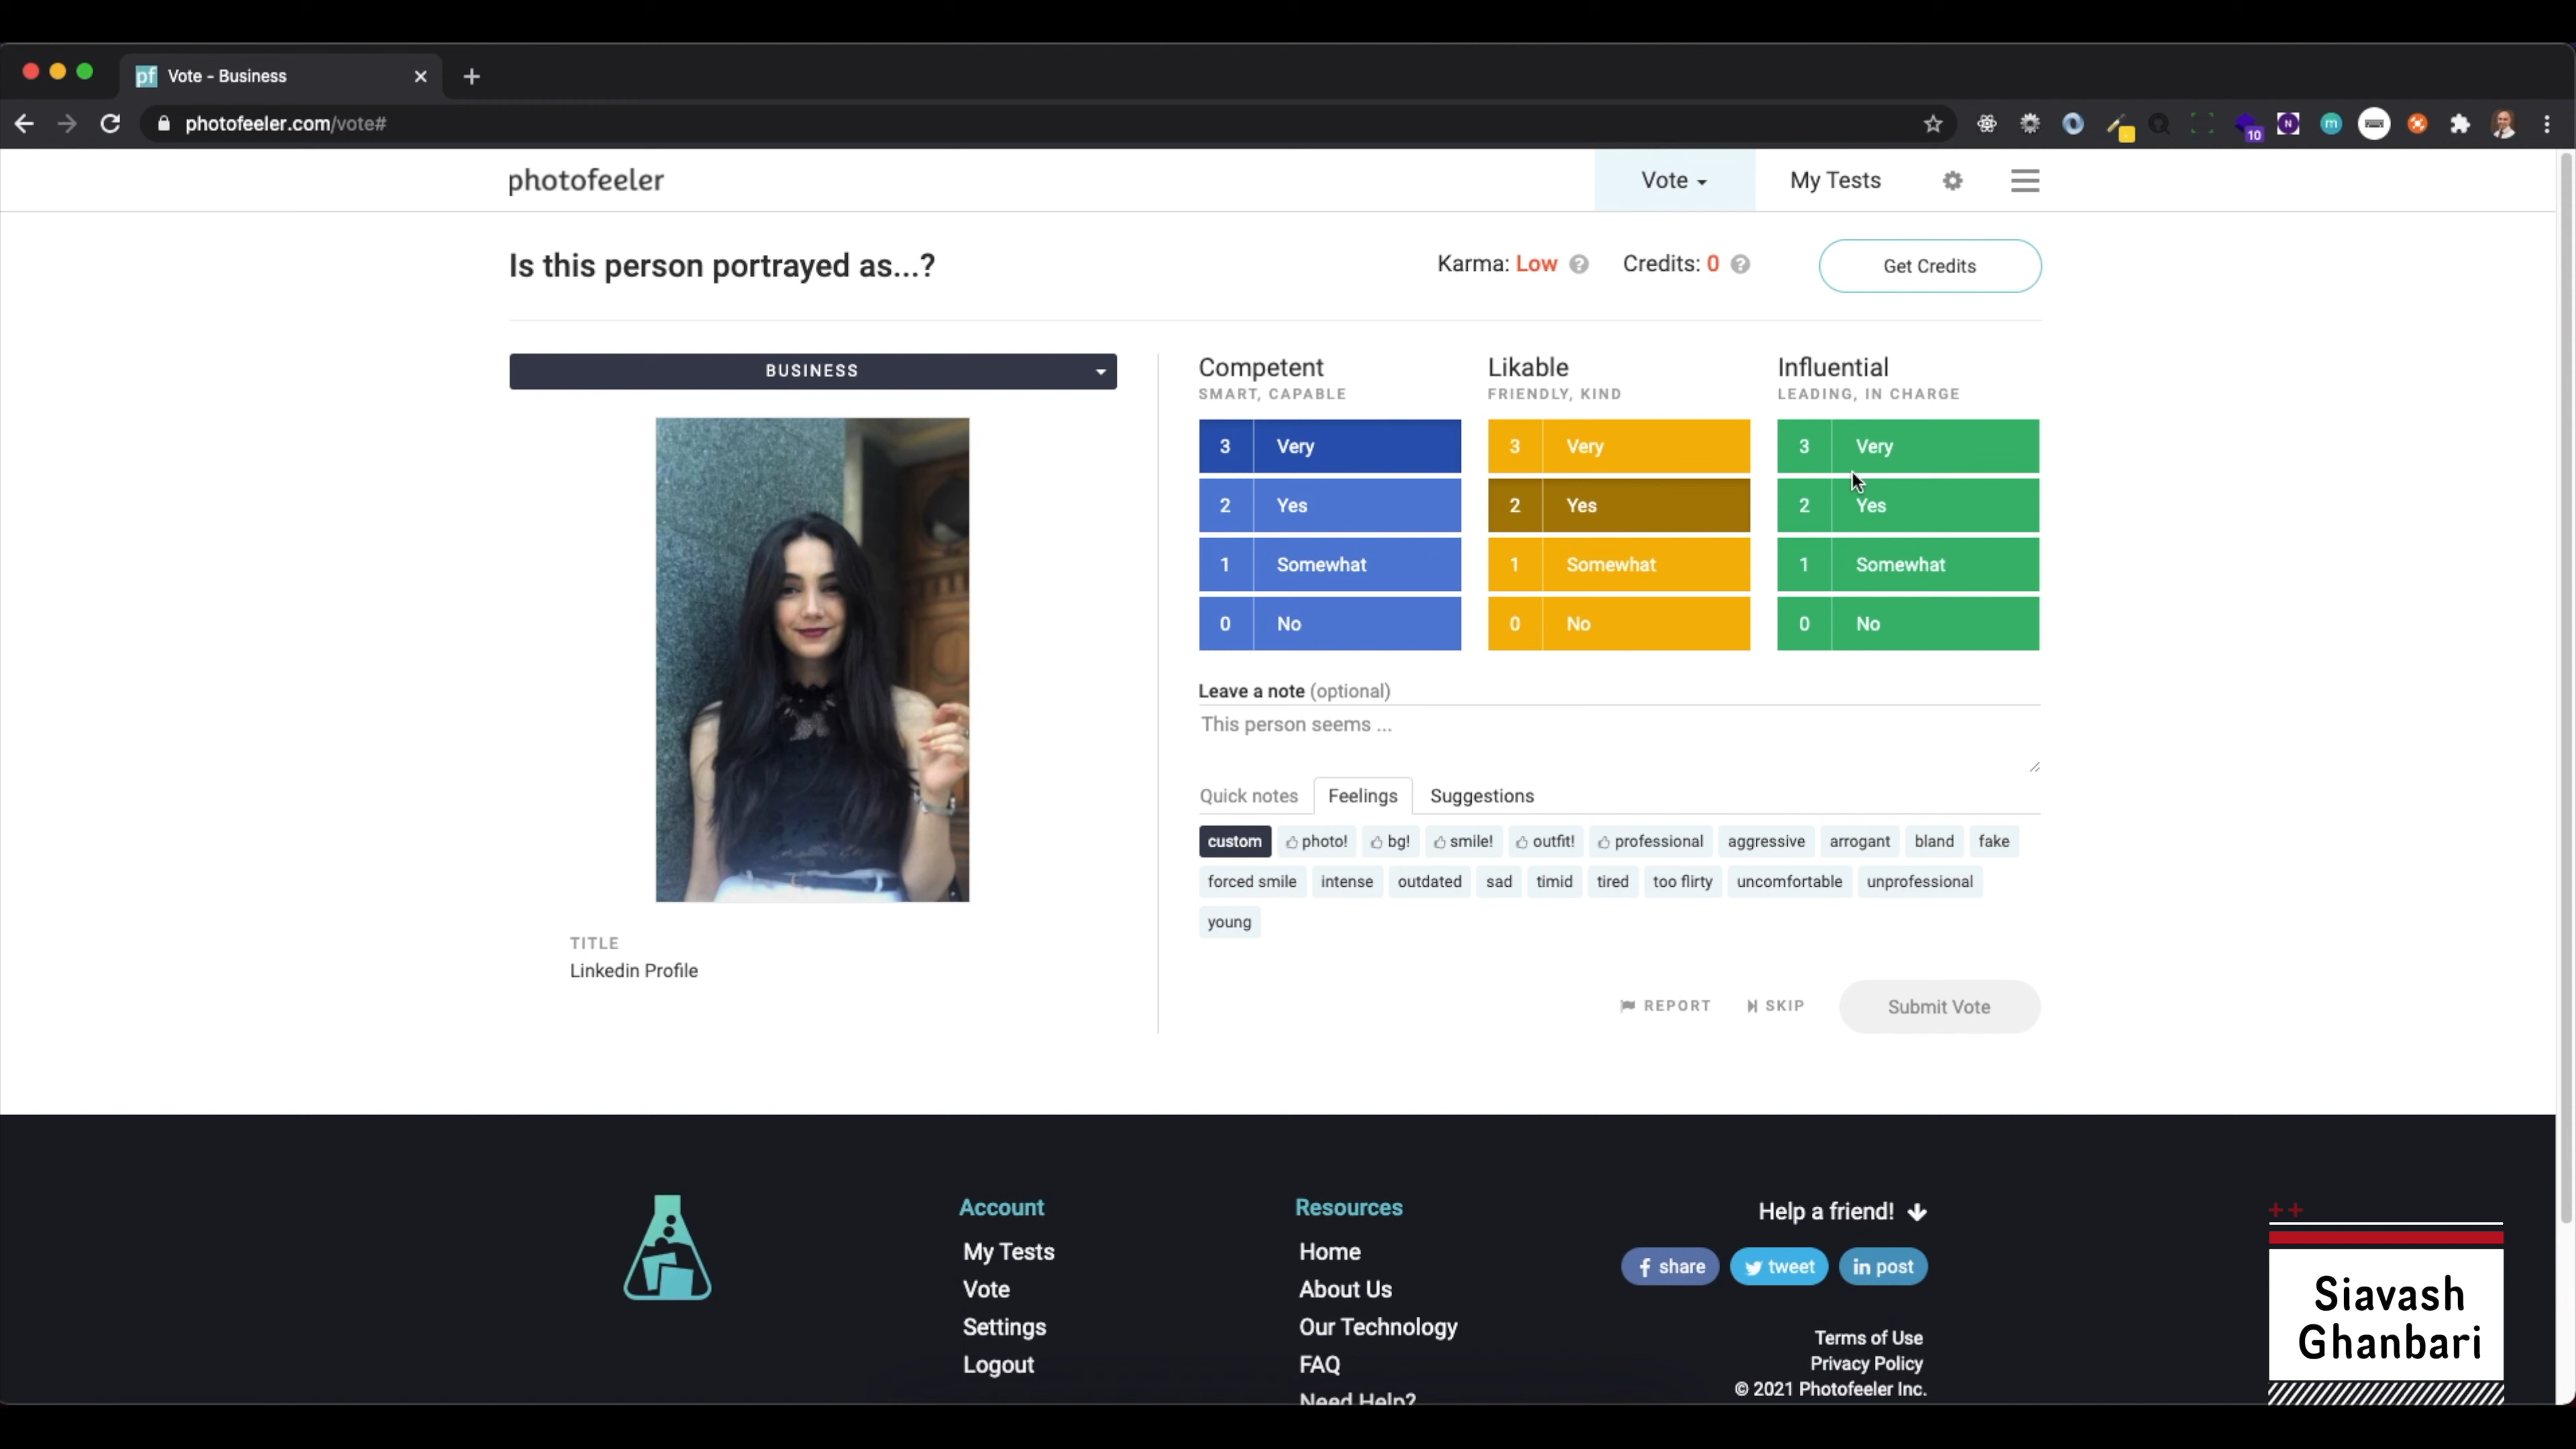 Vote - Business
photofeeler.com/vote#
10
N
m
photofeeler
Vote
My Tests
Is this person portrayed as...?
Karma: Low
Credits: 0
Get Credits
BUSINESS
TITLE
Linkedin Profile
Competent
SMART, CAPABLE
3 Very
2 Yes
1 Somewhat
0 No
Likable
FRIENDLY, KIND
3 Very
2 Yes
1 Somewhat
0 No
Influential
LEADING, IN CHARGE
3 Very
2 Yes
1 Somewhat
0 No
Leave a note (optional)
This person seems ...
Quick notes Feelings Suggestions
custom photo! bg! smile! outfit! professional aggressive arrogant bland fake
forced smile intense outdated sad timid tired too flirty uncomfortable unprofessional
young
REPORT SKIP Submit Vote
Account
My Tests
Vote
Settings
Logout
Resources
Home
About Us
Our Technology
FAQ
Need Help?
Help a friend!
share tweet in post
Terms of Use
Privacy Policy
© 2021 Photofeeler Inc.
++
Siavash
Ghanbari